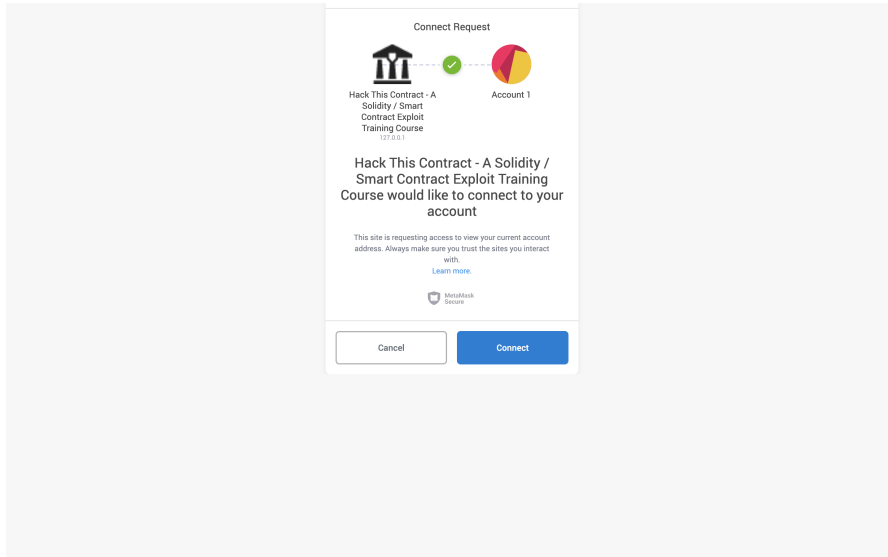 Connect Request
Hack This Contract - A
Solidity / Smart
Contract Exploit
Training Course
127.0.0.1
Account 1
Hack This Contract - A Solidity /
Smart Contract Exploit Training
Course would like to connect to your
account
This site is requesting access to view your current account
address. Always make sure you trust the sites you interact
with.
Learn more.
MetaMask
Secure
Cancel
Connect